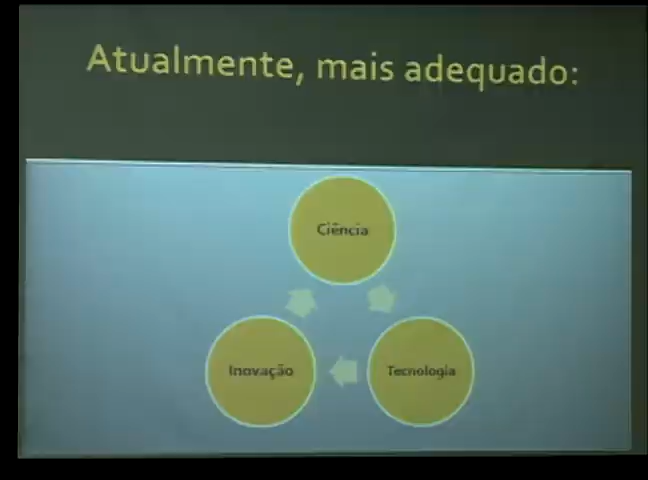 Atualmente, mais adequado:
Ciência
Inovação
Tecnologia